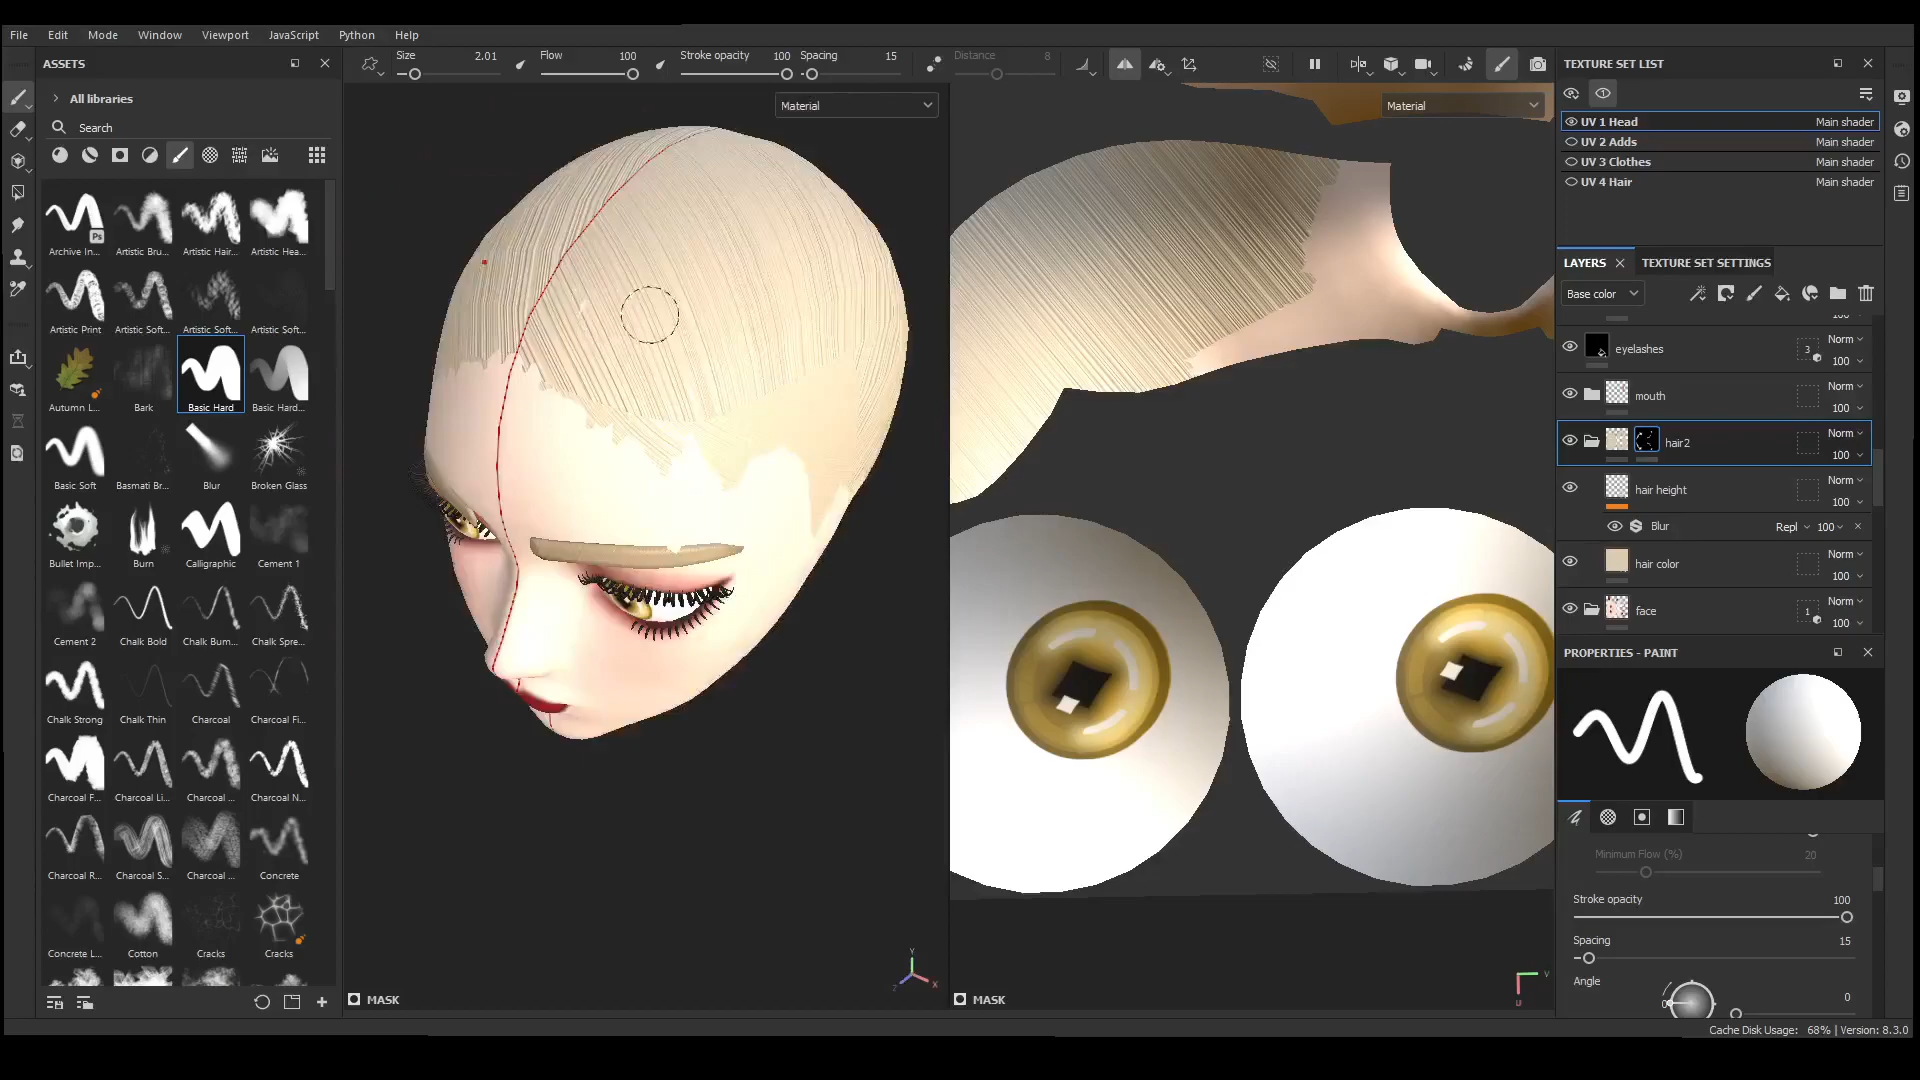 File Edit Mode Window Viewport JavaScript Python Help
ASSETS
All libraries
Search
Archive In... Artistic Bru... Artistic Hair... Artistic Hea...
Ps
Artistic Print Artistic Soft... Artistic Soft... Artistic Soft...
Autumn L... Bark Basic Hard Basic Hard...
Basic Soft Basmati Br... Blur Broken Glass
Bullet Imp... Burn Calligraphic Cement 1
Cement 2 Chalk Bold Chalk Bum... Chalk Spre...
Chalk Strong Chalk Thin Charcoal Charcoal Fi...
Charcoal F... Charcoal Li... Charcoal ... Charcoal N...
Charcoal R... Charcoal S... Charcoal ... Concrete
Concrete L... Cotton Cracks Cracks
Size 2.01 Flow 100 Stroke opacity 100 Spacing 15 Distance 8
Material
Material
MASK
MASK
Y
X
Z
V
U
TEXTURE SET LIST
UV 1 Head Main shader
UV 2 Adds Main shader
UV 3 Clothes Main shader
UV 4 Hair Main shader
LAYERS TEXTURE SET SETTINGS
Base color
100
eyelashes 3 Norm
100
mouth Norm
100
hair2 Norm
100
hair height Norm
100
Blur Repl 100
hair color Norm
100
face 1 Norm
100
PROPERTIES - PAINT
Minimum Flow (%) 20
Stroke opacity 100
Spacing 15
Angle
0 0
Cache Disk Usage: 68% | Version: 8.3.0